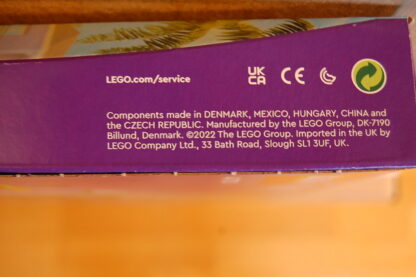 LEGO.com/service
UK
CA
CE
Components made in DENMARK, MEXICO, HUNGARY, CHINA and
the CZECH REPUBLIC. Manufactured by the LEGO Group, DK-7190
Billund, Denmark. ©2022 The LEGO Group. Imported in the UK by
LEGO Company Ltd., 33 Bath Road, Slough SL1 3UF, UK.